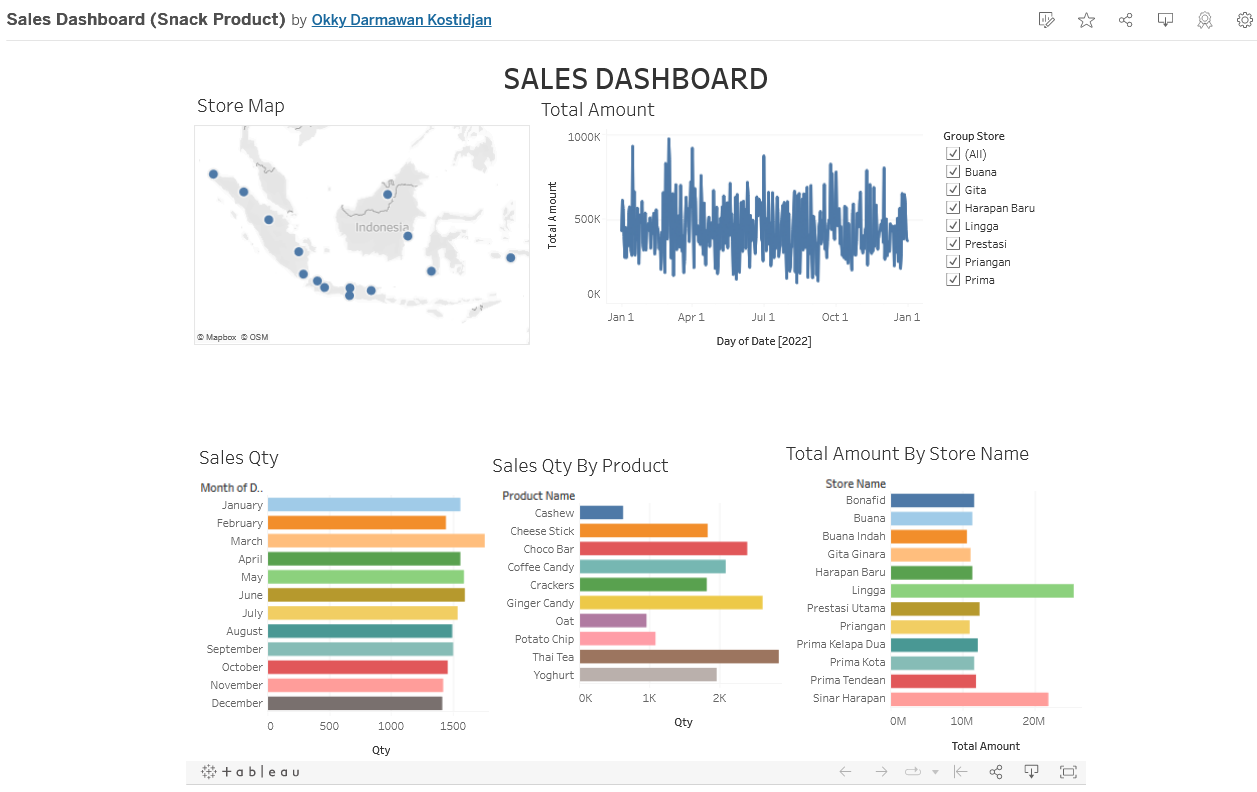 Sales Dashboard (Snack Product) by Okky Darmawan Kostidjan
SALES DASHBOARD
Store Map
Indonesia
© Mapbox © OSM
Total Amount
Total Amount
1000K
500K
0K
Jan 1 Apr 1 Jul 1 Oct 1 Jan 1
Day of Date [2022]
Group Store
(All)
Buana
Gita
Harapan Baru
Lingga
Prestasi
Priangan
Prima
Sales Qty
Month of D..
January
February
March
April
May
June
July
August
September
October
November
December
0 500 1000 1500
Qty
Sales Qty By Product
Product Name
Cashew
Cheese Stick
Choco Bar
Coffee Candy
Crackers
Ginger Candy
Oat
Potato Chip
Thai Tea
Yoghurt
0K 1K 2K
Qty
Total Amount By Store Name
Store Name
Bonafid
Buana
Buana Indah
Gita Ginara
Harapan Baru
Lingga
Prestasi Utama
Priangan
Prima Kelapa Dua
Prima Kota
Prima Tendean
Sinar Harapan
0M 10M 20M
Total Amount
+ a b l e a u